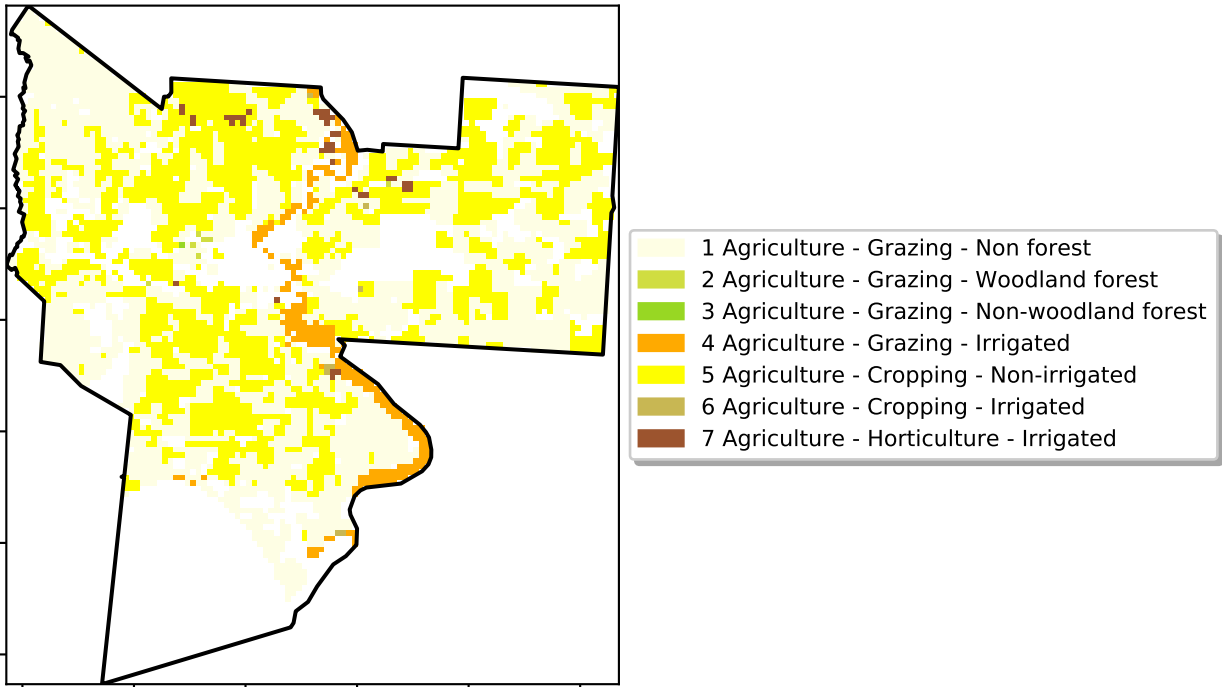 1 Agriculture - Grazing - Non forest
2 Agriculture - Grazing - Woodland forest
3 Agriculture - Grazing - Non-woodland forest
4 Agriculture - Grazing - Irrigated
5 Agriculture - Cropping - Non-irrigated
6 Agriculture - Cropping - Irrigated
7 Agriculture - Horticulture - Irrigated